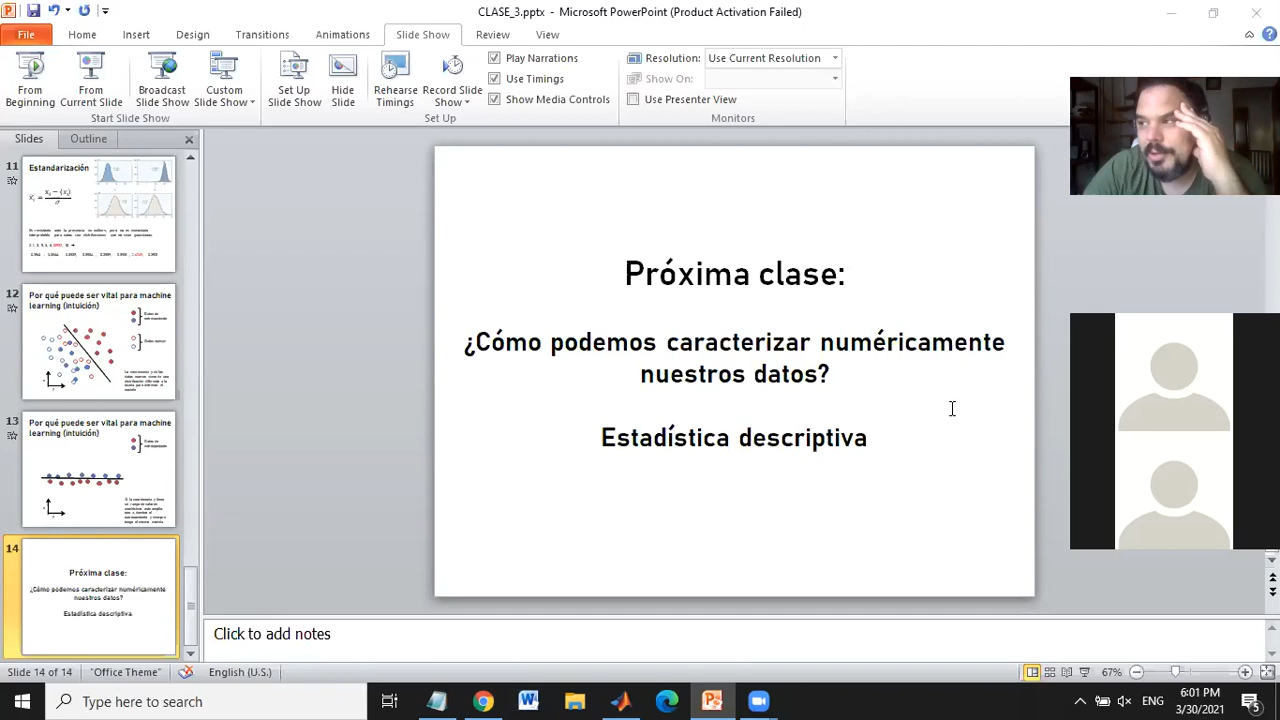 CLASE_3.pptx - Microsoft PowerPoint (Product Activation Failed)
File Home Insert Design Transitions Animations Slide Show Review View
From Beginning
From Current Slide
Broadcast Slide Show
Custom Slide Show
Start Slide Show
Set Up Slide Show
Hide Slide
Rehearse Timings
Record Slide Show
Play Narrations
Use Timings
Show Media Controls
Set Up
Resolution: Use Current Resolution
Show On:
Use Presenter View
Monitors
Slides Outline
11
Estandarización
12
Por qué puede ser vital para machine
learning (intuición)
13
Por qué puede ser vital para machine
learning (intuición)
14
Próxima clase:
¿Cómo podemos caracterizar numéricamente
nuestros datos?
Estadística descriptiva
Próxima clase:
¿Cómo podemos caracterizar numéricamente
nuestros datos?
Estadística descriptiva
Click to add notes
Slide 14 of 14 "Office Theme" English (U.S.) 67%
Type here to search
ENG
6:01 PM
3/30/2021
5